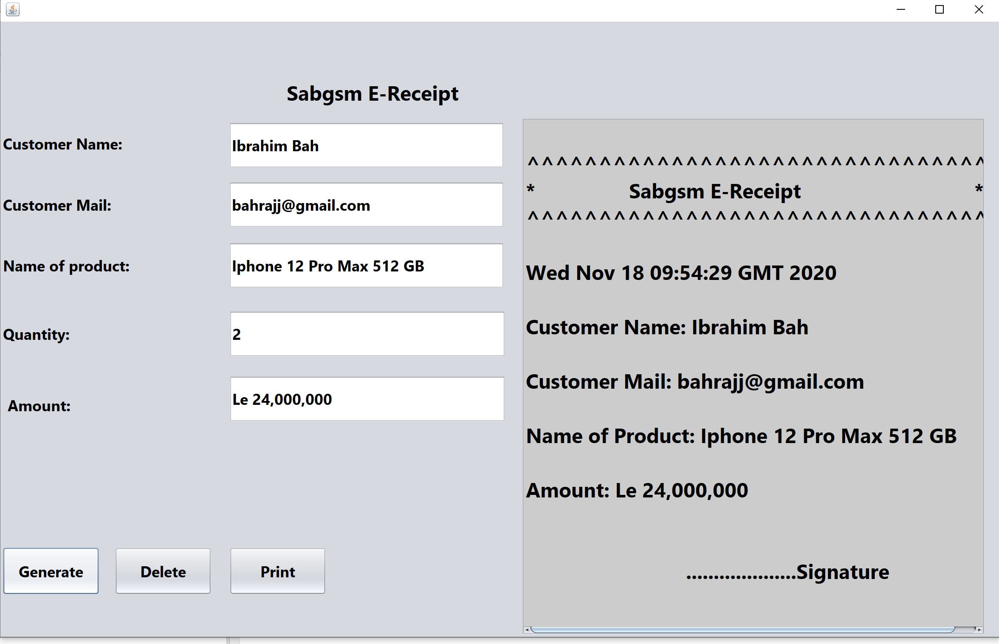 Sabgsm E-Receipt
Customer Name:
Ibrahim Bah
Customer Mail:
bahrajj@gmail.com
Name of product:
Iphone 12 Pro Max 512 GB
Quantity:
2
Amount:
Le 24,000,000
Generate
Delete
Print
^^^^^^^^^^^^^^^^^^^^^^^^^^^^^^^^
* Sabgsm E-Receipt *
^^^^^^^^^^^^^^^^^^^^^^^^^^^^^^^^
Wed Nov 18 09:54:29 GMT 2020
Customer Name: Ibrahim Bah
Customer Mail: bahrajj@gmail.com
Name of Product: Iphone 12 Pro Max 512 GB
Amount: Le 24,000,000
....................Signature